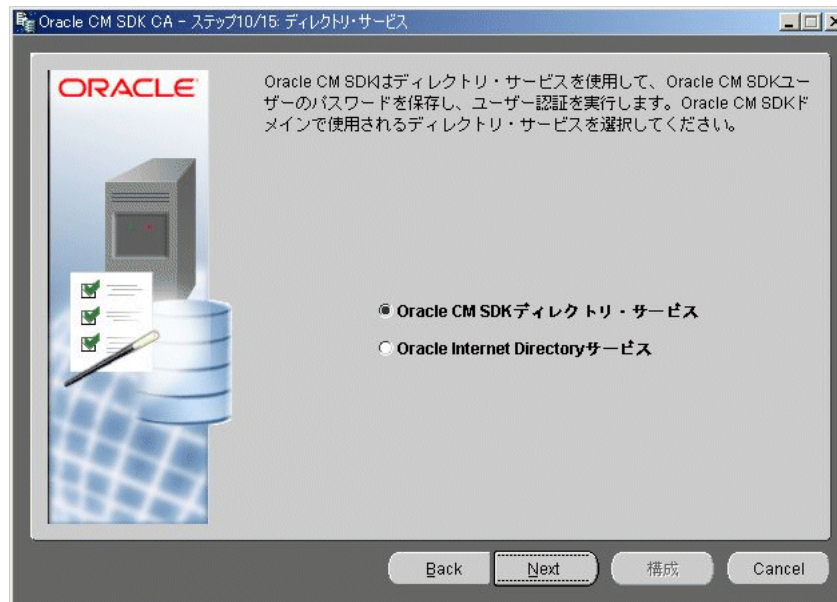 Oracle CM SDK CA - ステップ10/15: ディレクトリ・サービス
ORACLE
Oracle CM SDKはディレクトリ・サービスを使用して、Oracle CM SDKユー
ザーのパスワードを保存し、ユーザー認証を実行します。Oracle CM SDKド
メインで使用されるディレクトリ・サービスを選択してください。
Oracle CM SDKディレクトリ・サービス
Oracle Internet Directoryサービス
Back
Next
構成
Cancel